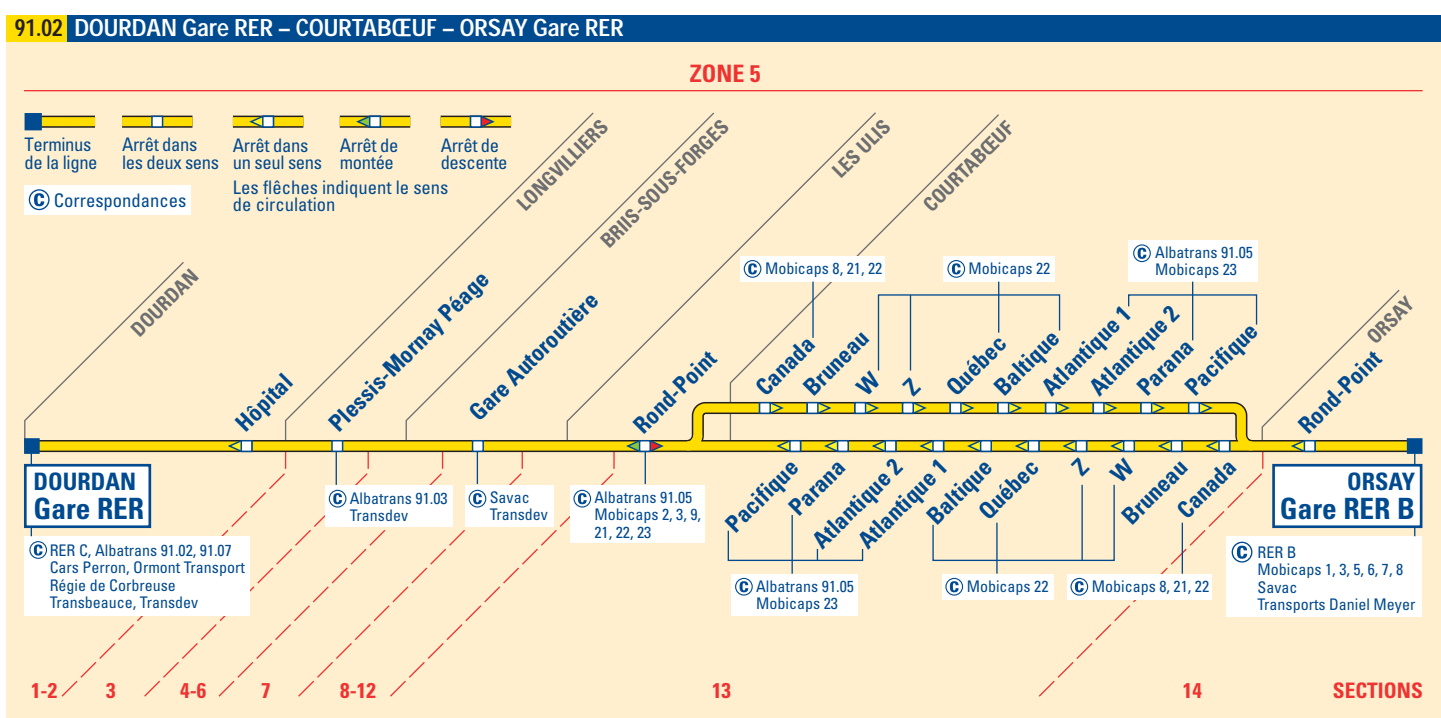 91.02 DOURDAN Gare RER – COURTABŒUF – ORSAY Gare RER
ZONE 5
Terminus
de la ligne
Arrêt dans
les deux sens
Arrêt dans
un seul sens
Arrêt de
montée
Arrêt de
descente
Les flêches indiquent le sens
de circulation
C Correspondances
DOURDAN
LONGVILLIERS
BRIIS-SOUS-FORGES
LES ULIS
COURTABŒUF
ORSAY
C Mobicaps 8, 21, 22
C Mobicaps 22
C Albatrans 91.05
Mobicaps 23
Hôpital
Plessis-Mornay Péage
Gare Autoroutière
Rond-Point
Canada
Bruneau
W
Z
Québec
Baltique
Atlantique 1
Atlantique 2
Parana
Pacifique
Rond-Point
DOURDAN
Gare RER
C RER C, Albatrans 91.02, 91.07
Cars Perron, Ormont Transport
Régie de Corbreuse
Transbeauce, Transdev
C Albatrans 91.03
Transdev
C Savac
Transdev
C Albatrans 91.05
Mobicaps 2, 3, 9,
21, 22, 23
Pacifique
Parana
Atlantique 2
Atlantique 1
Baltique
Québec
Z
W
Bruneau
Canada
C Albatrans 91.05
Mobicaps 23
C Mobicaps 22
C Mobicaps 8, 21, 22
ORSAY
Gare RER B
C RER B
Mobicaps 1, 3, 5, 6, 7, 8
Savac
Transports Daniel Meyer
1-2 3 4-6 7 8-12 13 14 SECTIONS